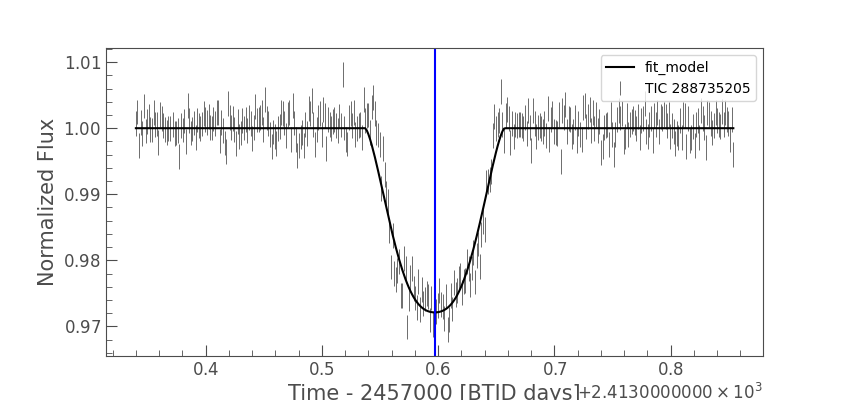 1.01
1.00
0.99
0.98
0.97
Normalized Flux
fit_model
TIC 288735205
0.4 0.5 0.6 0.7 0.8
Time - 2457000 [BTJD days]
+2.4130000000 × 10³